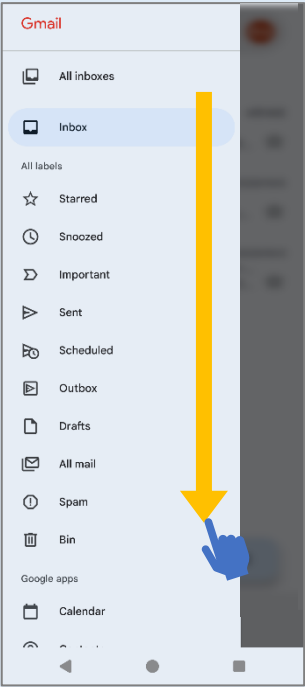 Gmail
All inboxes
Inbox
All labels
Starred
Snoozed
Important
Sent
Scheduled
Outbox
Drafts
All mail
Spam
Bin
Google apps
Calendar